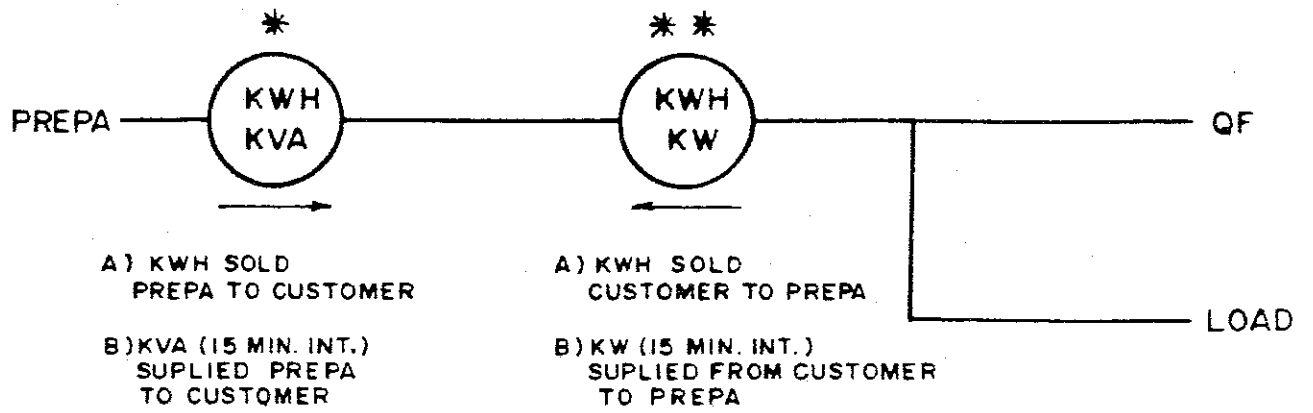 * **
KWH KWH
PREPA KVA KW QF
A) KWH SOLD
PREPA TO CUSTOMER
B) KVA (15 MIN. INT.)
SUPLIED PREPA
TO CUSTOMER
A) KWH SOLD
CUSTOMER TO PREPA
B) KW (15 MIN. INT.)
SUPLIED FROM CUSTOMER
TO PREPA
LOAD